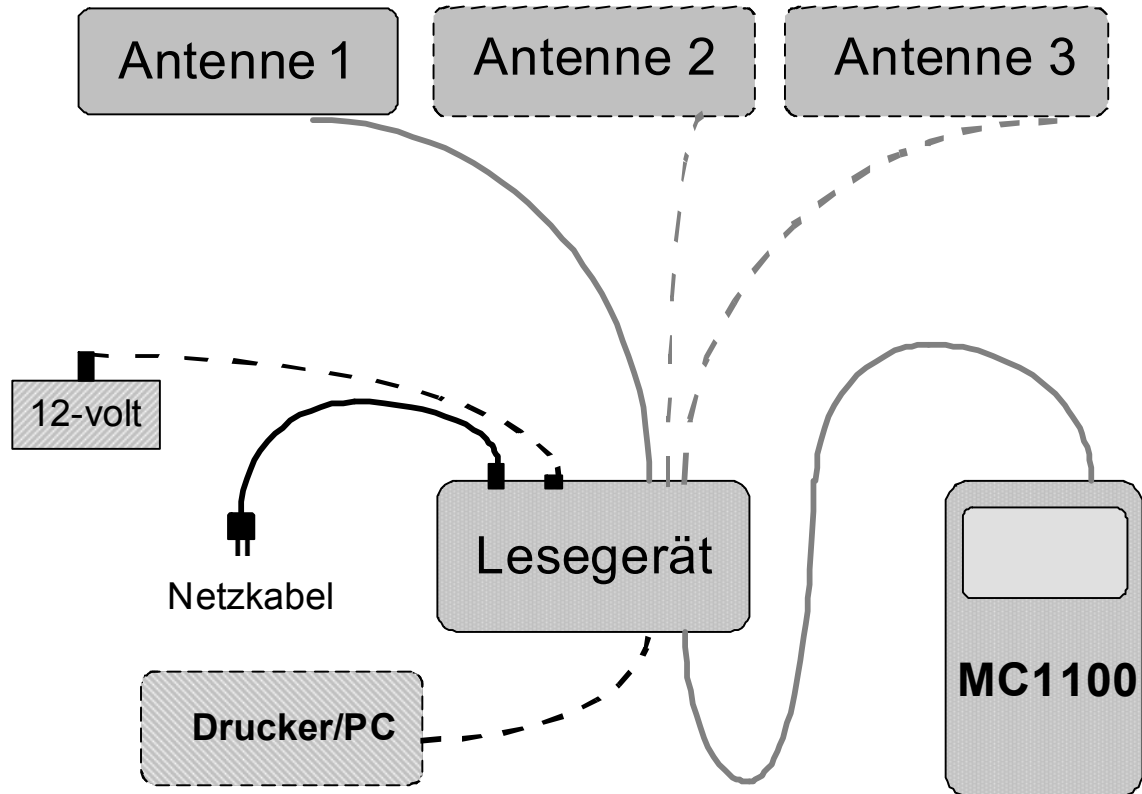 Antenne 1
Antenne 2
Antenne 3
12-volt
Netzkabel
Lesegerät
Drucker/PC
MC1100